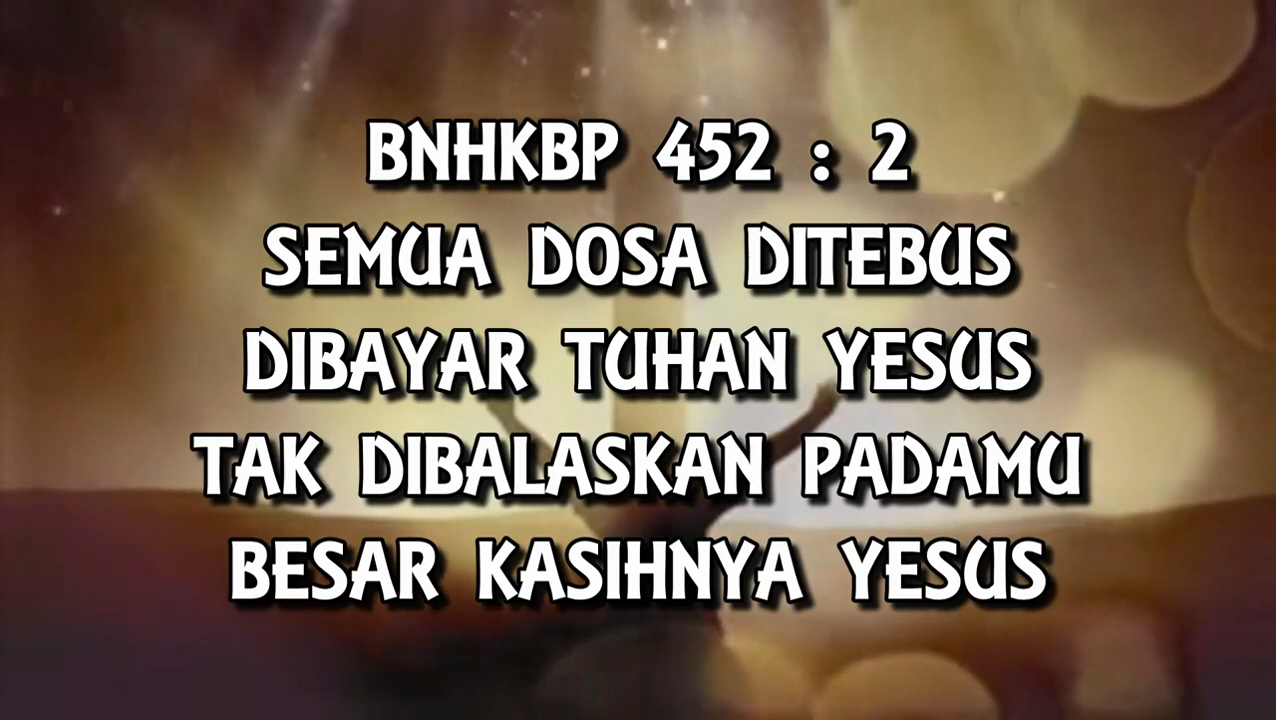 BNHKBP 452 : 2
SEMUA DOSA DITEBUS
DIBAYAR TUHAN YESUS
TAK DIBALASKAN PADAMU
BESAR KASIHNYA YESUS